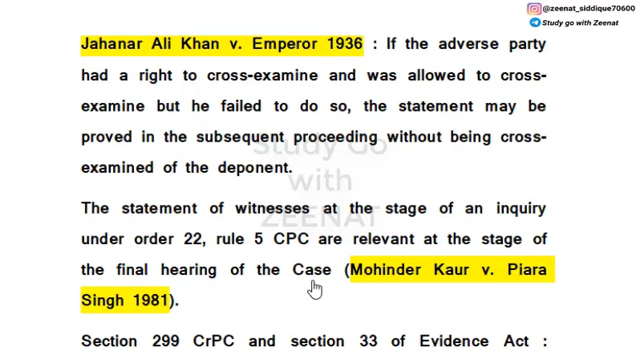 @zeenat_siddique70600
Study go with Zeenat
Jahanar Ali Khan v. Emperor 1936 : If the adverse party
had a right to cross-examine and was allowed to cross-
examine but he failed to do so, the statement may be
proved in the subsequent proceeding without being cross-
examined of the deponent.
Study Go
with
ZEENAT
The statement of witnesses at the stage of an inquiry
under order 22, rule 5 CPC are relevant at the stage of
the final hearing of the Case (Mohinder Kaur v. Piara
Singh 1981).
Section 299 CrPC and section 33 of Evidence Act :